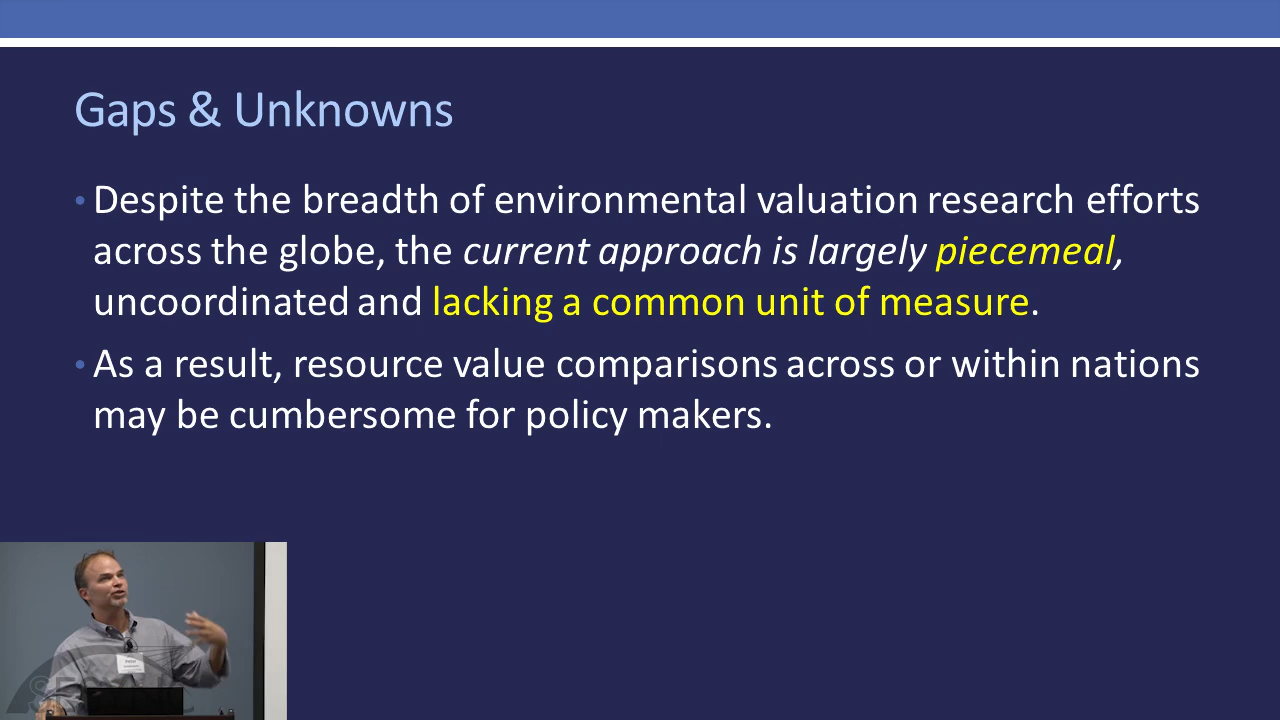 Gaps & Unknowns
• Despite the breadth of environmental valuation research efforts
across the globe, the current approach is largely piecemeal,
uncoordinated and lacking a common unit of measure.
• As a result, resource value comparisons across or within nations
may be cumbersome for policy makers.
Peter
SESYNC